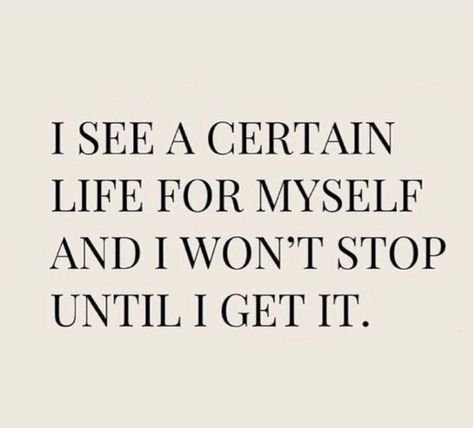 I SEE A CERTAIN
LIFE FOR MYSELF
AND I WON’T STOP
UNTIL I GET IT.